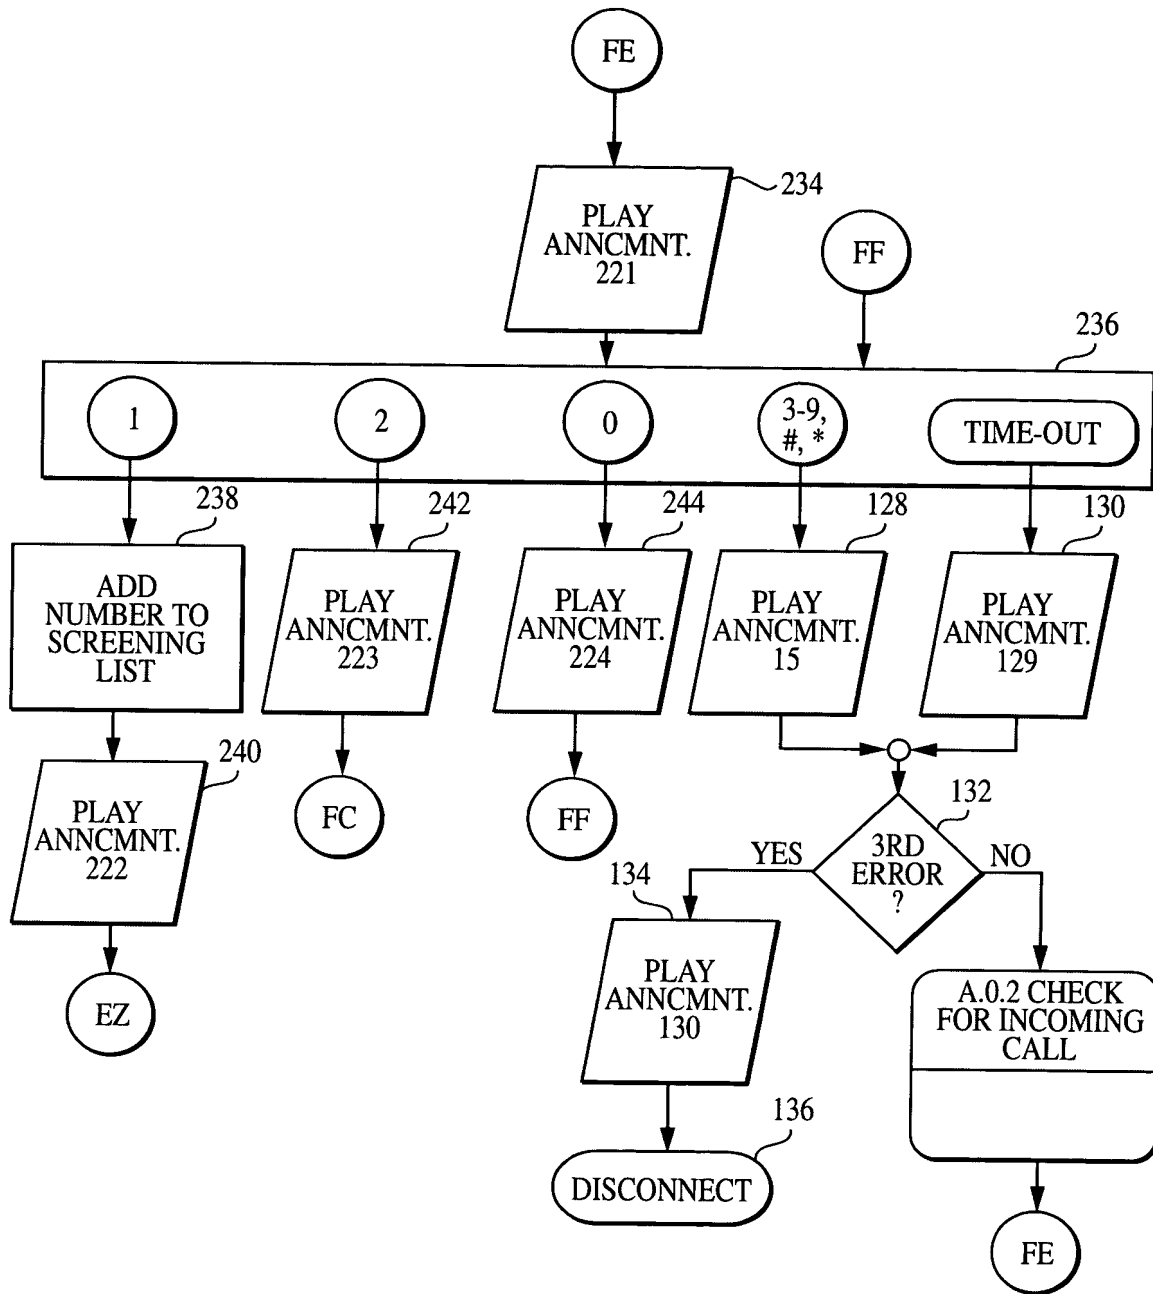 FE
234
PLAY
ANNCMNT.
221
FF
236
1
2
0
3-9,
#, *
TIME-OUT
238
242
244
128
130
ADD
NUMBER TO
SCREENING
LIST
PLAY
ANNCMNT.
223
PLAY
ANNCMNT.
224
PLAY
ANNCMNT.
15
PLAY
ANNCMNT.
129
240
PLAY
ANNCMNT.
222
FC
FF
132
3RD
ERROR
?
YES
NO
134
PLAY
ANNCMNT.
130
A.0.2 CHECK
FOR INCOMING
CALL
EZ
136
DISCONNECT
FE